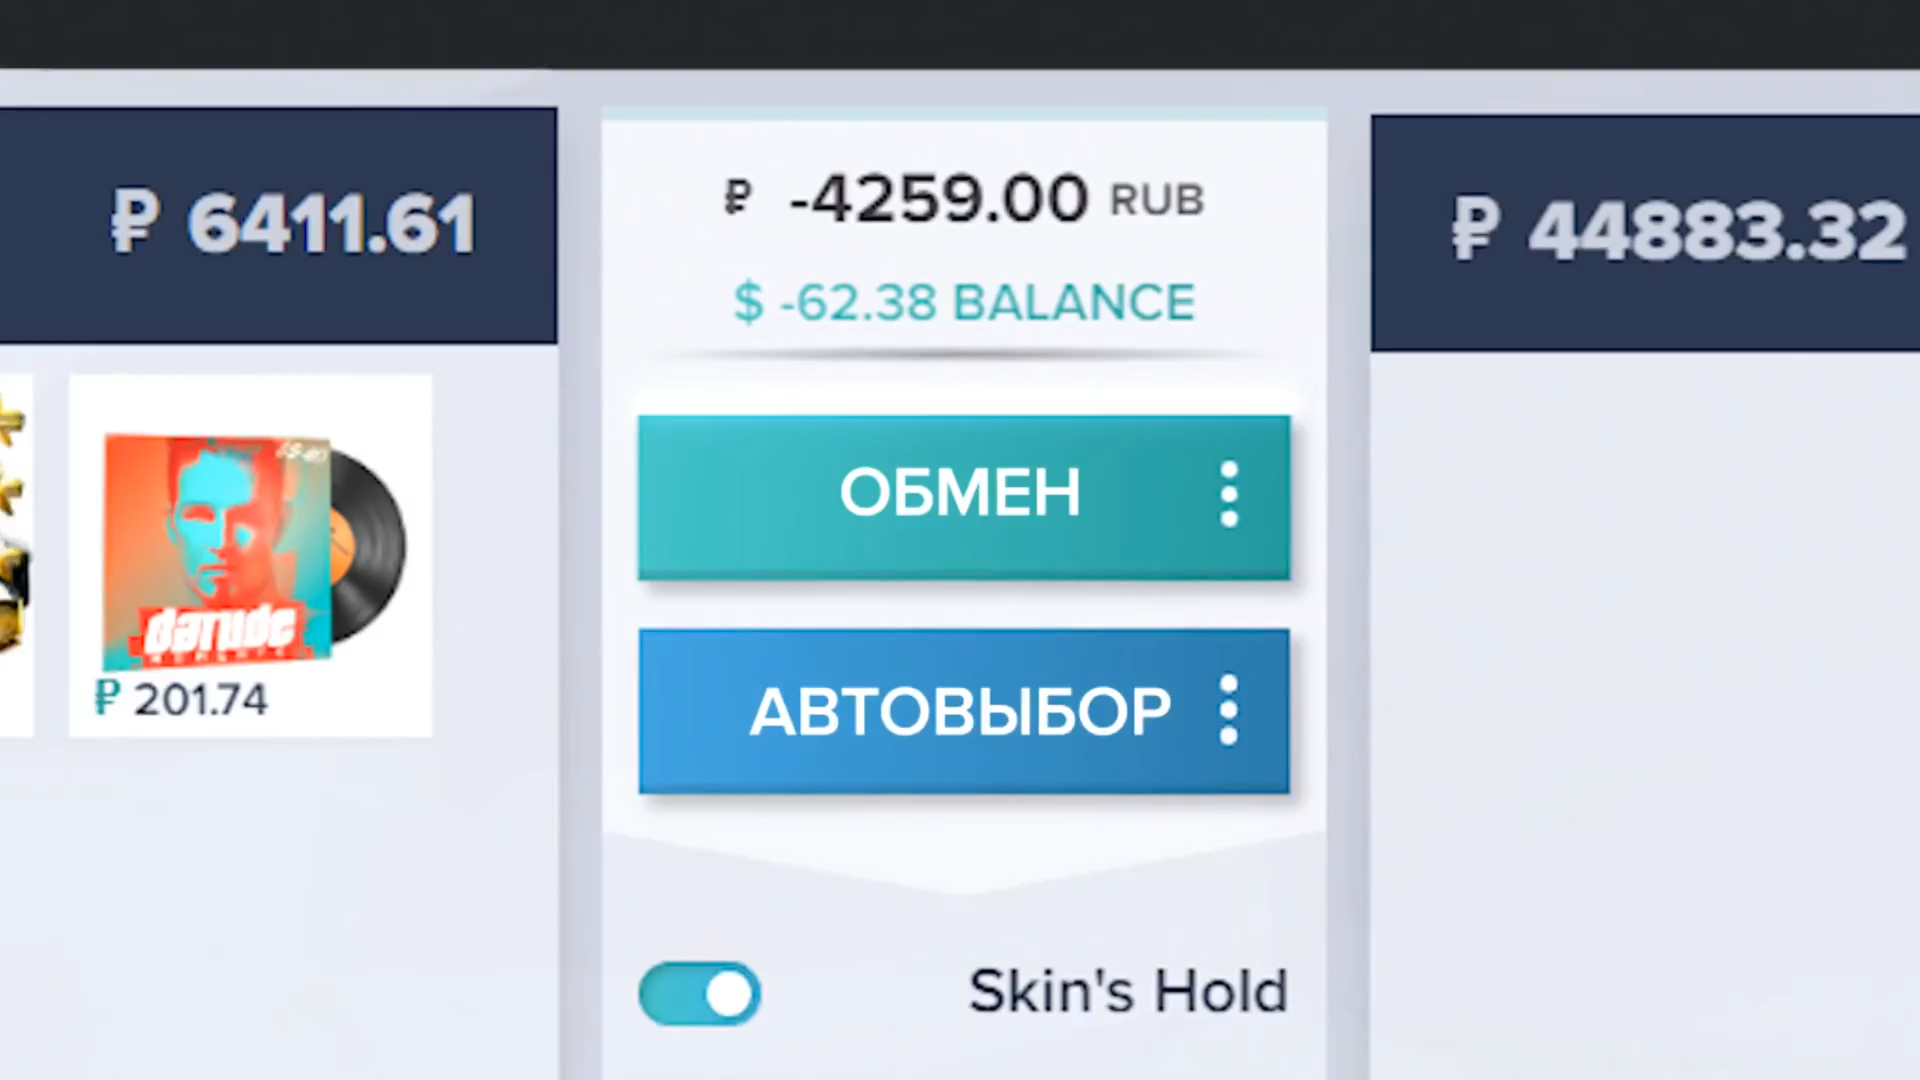 ₽ 6411.61
₽ -4259.00 RUB
$ -62.38 BALANCE
₽ 44883.32
ОБМЕН
darude
₽ 201.74
АВТОВЫБОР
Skin's Hold